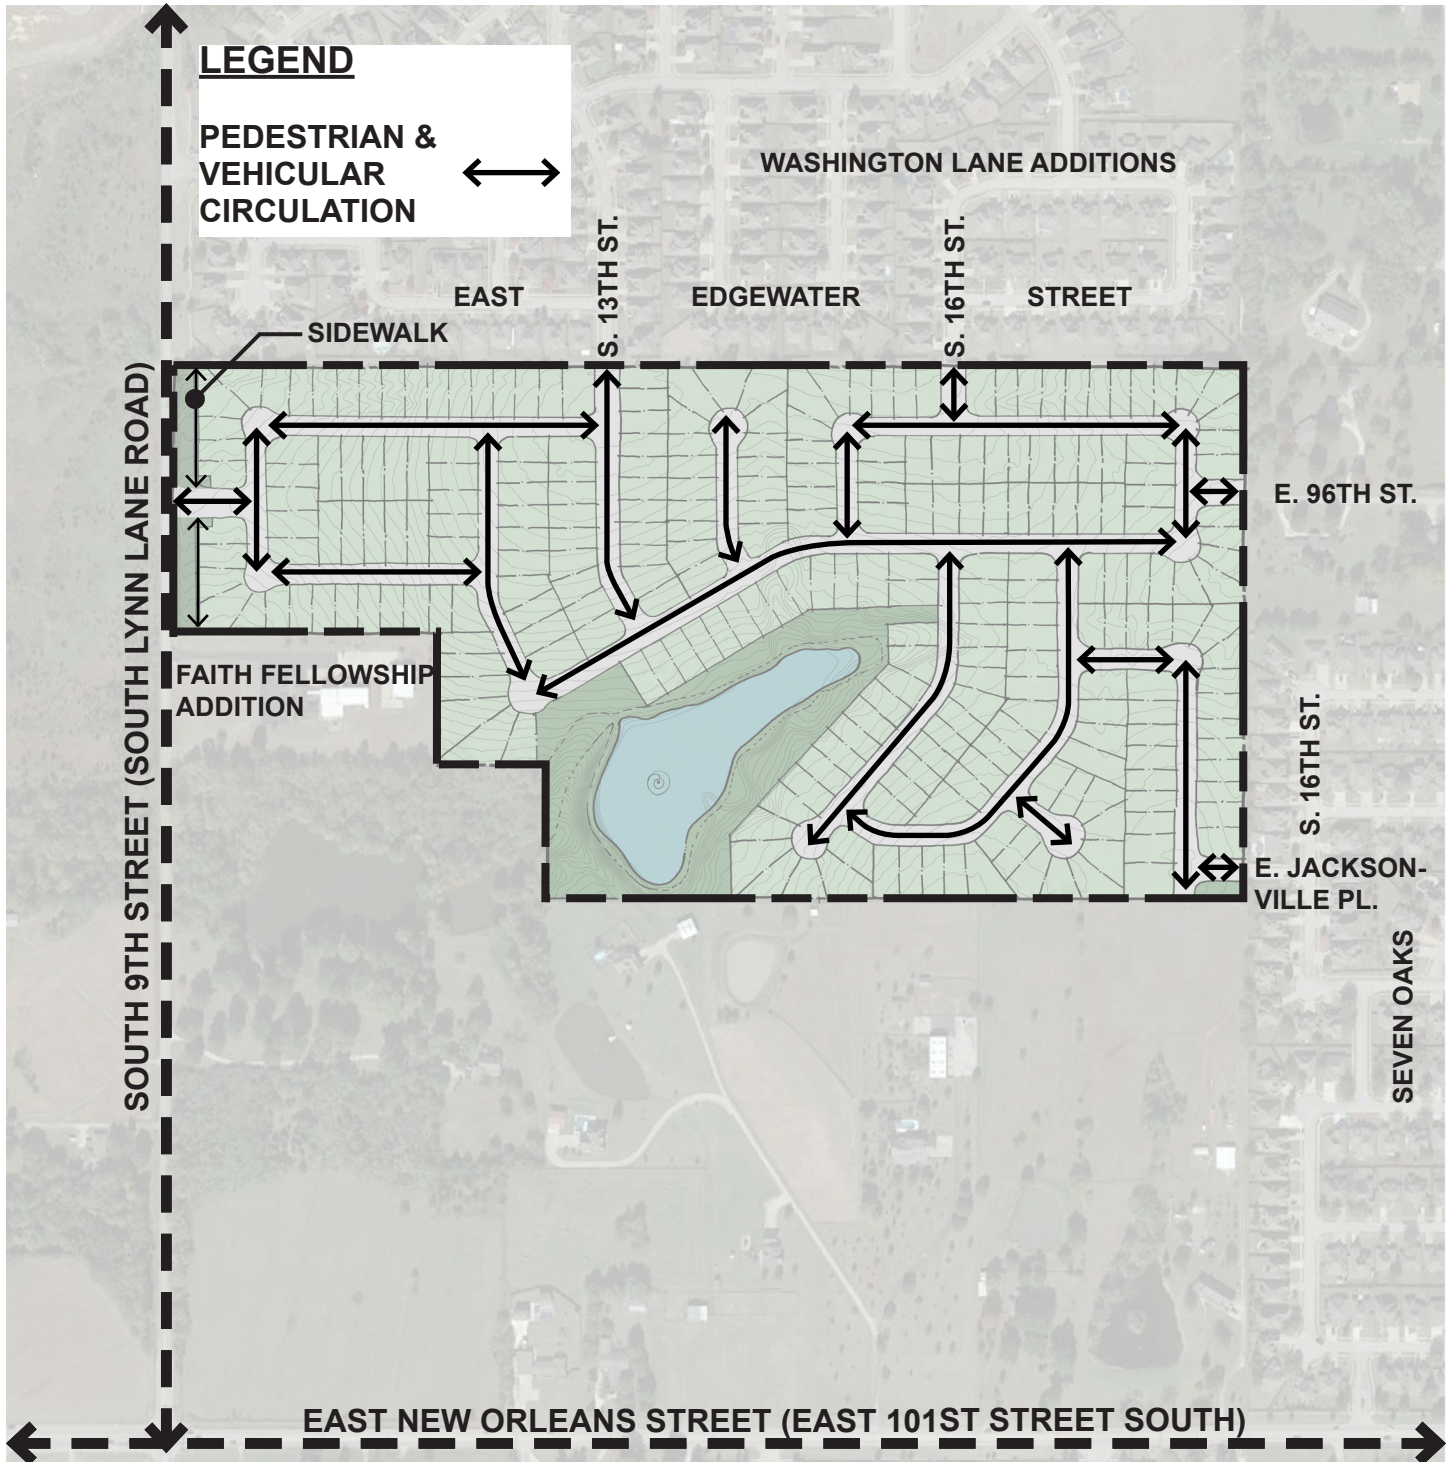 LEGEND
PEDESTRIAN &
VEHICULAR
CIRCULATION
WASHINGTON LANE ADDITIONS
S. 13TH ST.
S. 16TH ST.
EAST
EDGEWATER
STREET
SIDEWALK
SOUTH 9TH STREET (SOUTH LYNN LANE ROAD)
E. 96TH ST.
FAITH FELLOWSHIP
ADDITION
S. 16TH ST.
E. JACKSON-
VILLE PL.
SEVEN OAKS
EAST NEW ORLEANS STREET (EAST 101ST STREET SOUTH)